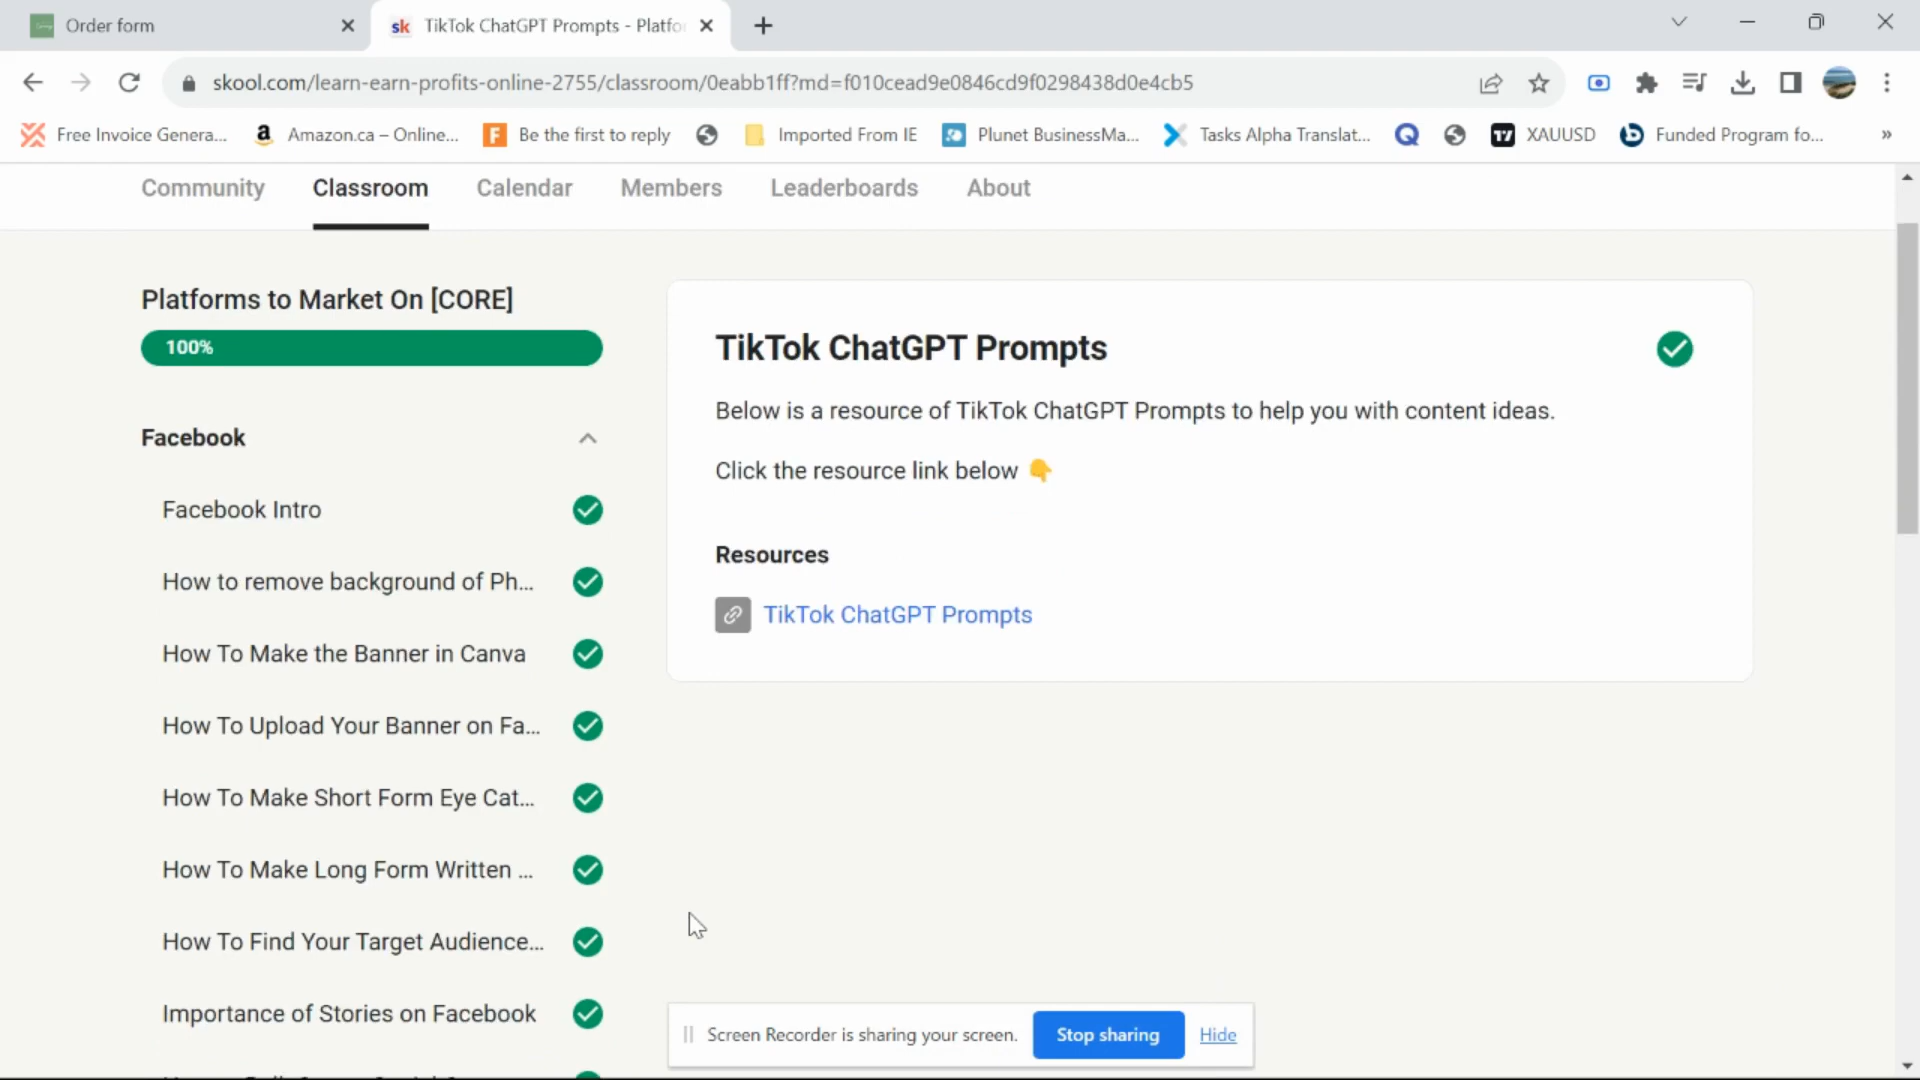 Order form
sk TikTok ChatGPT Prompts - Platfo
skool.com/learn-earn-profits-online-2755/classroom/0eabb1ff?md=f010cead9e0846cd9f0298438d0e4cb5
Free Invoice Genera... Amazon.ca – Online... Be the first to reply Imported From IE Plunet BusinessMa... Tasks Alpha Translat... XAUUSD Funded Program fo... »
Community Classroom Calendar Members Leaderboards About
Platforms to Market On [CORE]
100%
Facebook
Facebook Intro
How to remove background of Ph...
How To Make the Banner in Canva
How To Upload Your Banner on Fa...
How To Make Short Form Eye Cat...
How To Make Long Form Written ...
How To Find Your Target Audience...
Importance of Stories on Facebook
TikTok ChatGPT Prompts
Below is a resource of TikTok ChatGPT Prompts to help you with content ideas.
Click the resource link below 👇
Resources
TikTok ChatGPT Prompts
Screen Recorder is sharing your screen. Stop sharing Hide